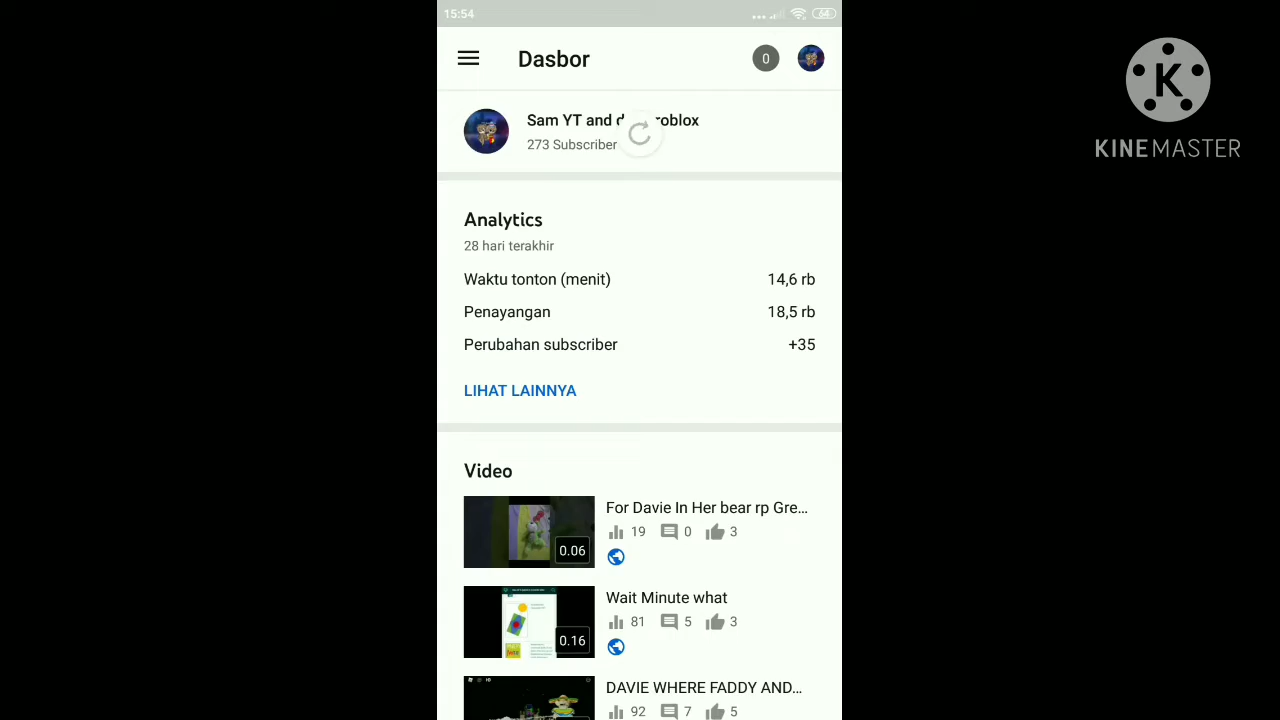 15:54
64
Dasbor
0
Sam YT and d roblox
273 Subscriber
Analytics
28 hari terakhir
Waktu tonton (menit) 14,6 rb
Penayangan 18,5 rb
Perubahan subscriber +35
LIHAT LAINNYA
Video
For Davie In Her bear rp Gre...
19 0 3
0.06
Wait Minute what
81 5 3
0.16
DAVIE WHERE FADDY AND...
92 7 5
K
KINEMASTER